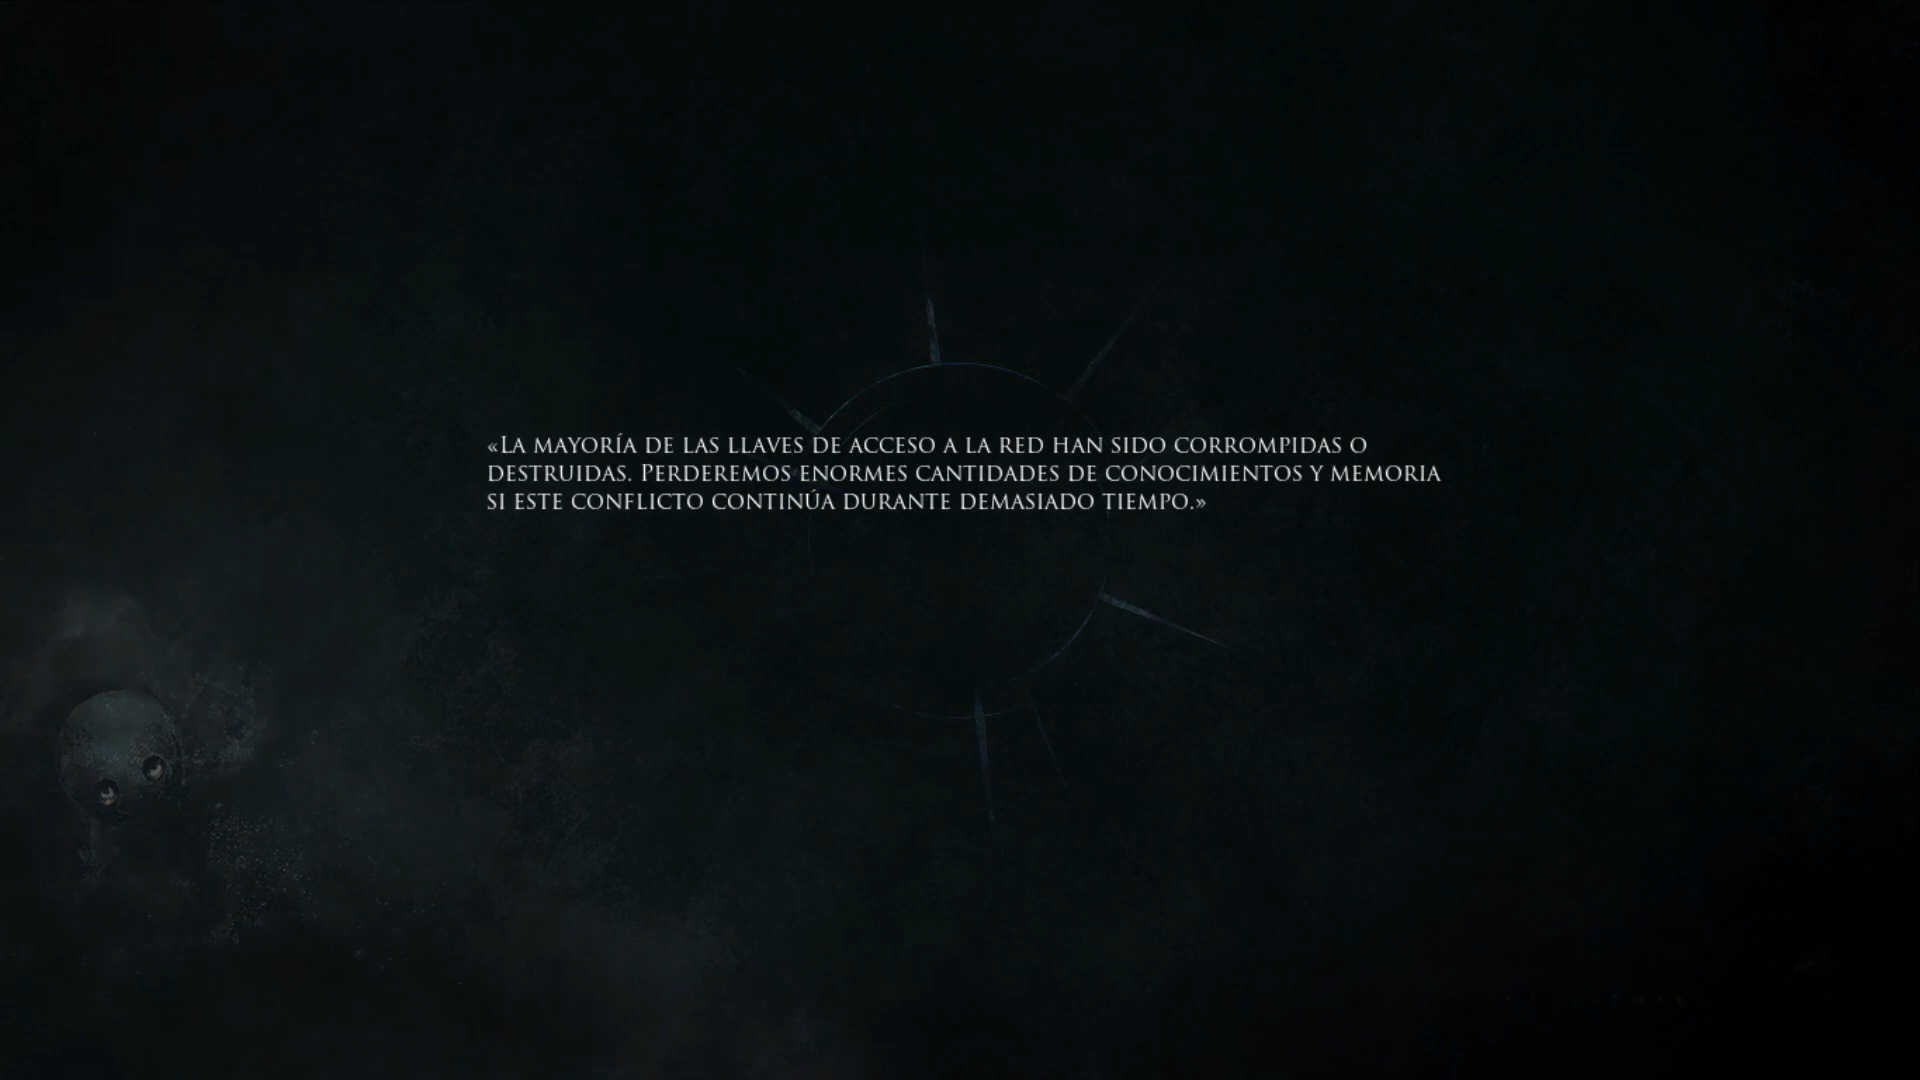 «La mayoría de las llaves de acceso a la red han sido corrompidas o
destruidas. Perderemos enormes cantidades de conocimientos y memoria
si este conflicto continúa durante demasiado tiempo.»